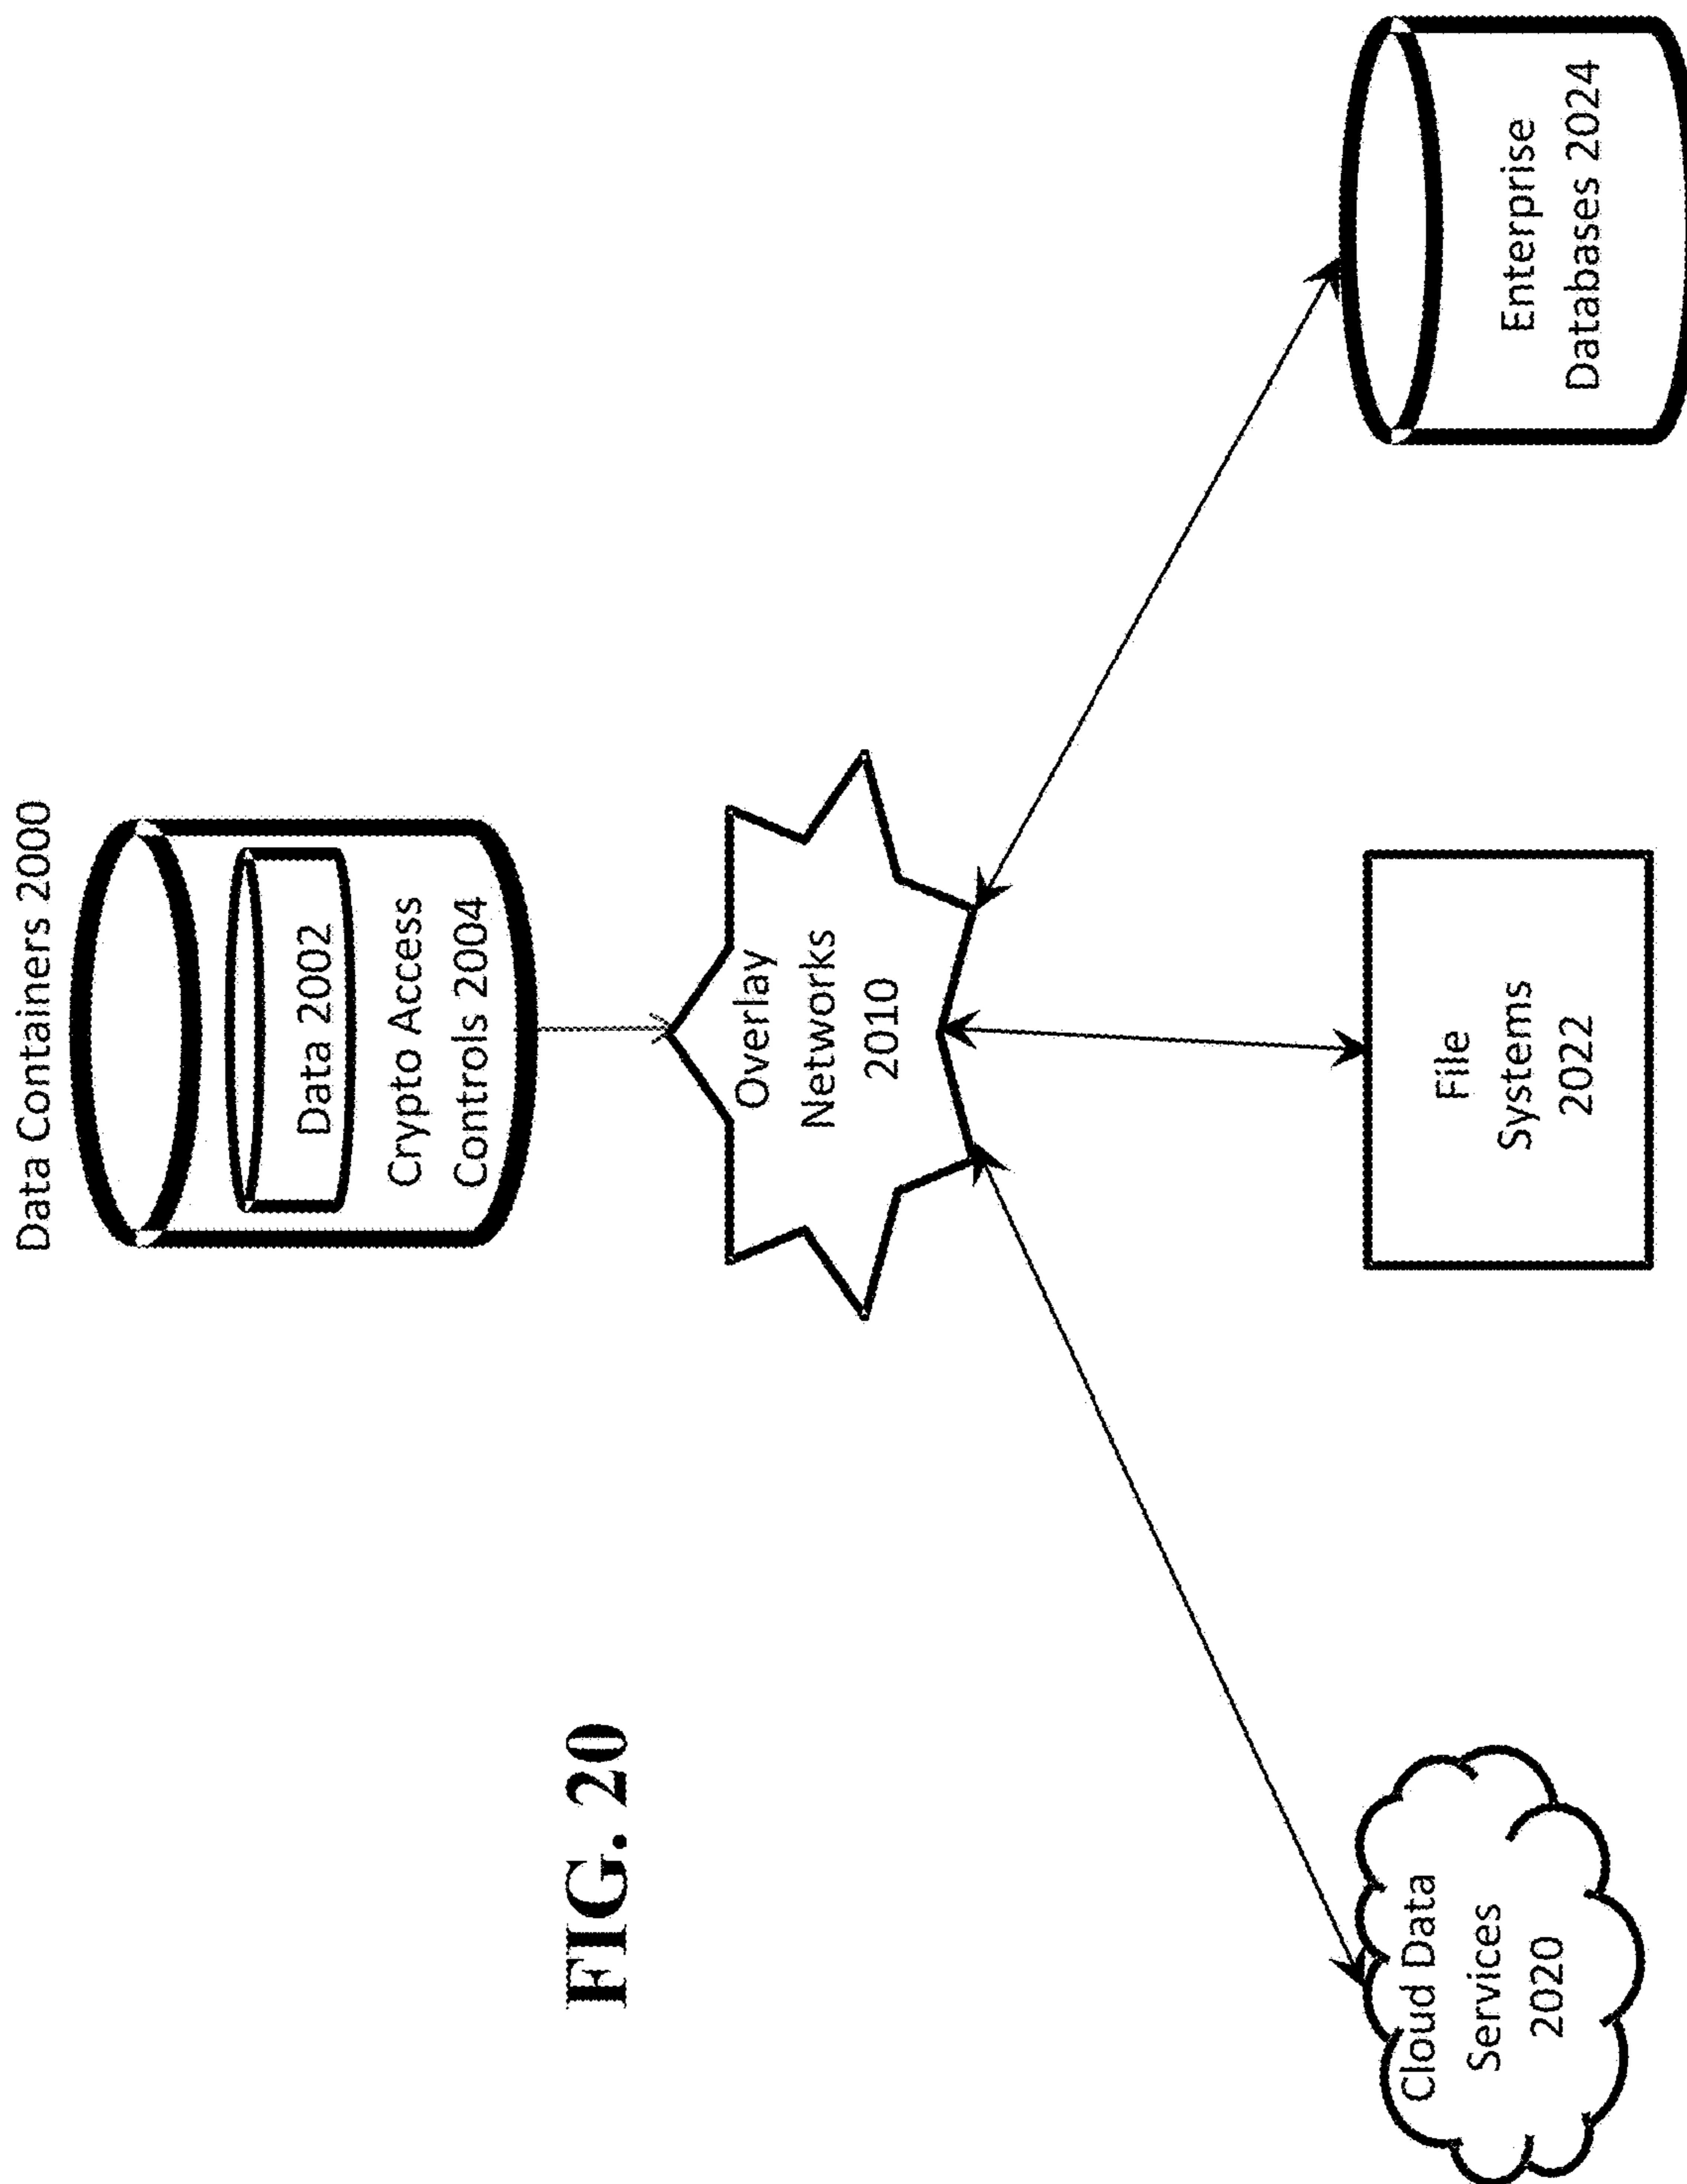 Data Containers 2000
Data 2002
Crypto Access
Controls 2004
Overlay
Networks
2010
FIG. 20
Cloud Data
Services
2020
File
Systems
2022
Enterprise
Databases 2024